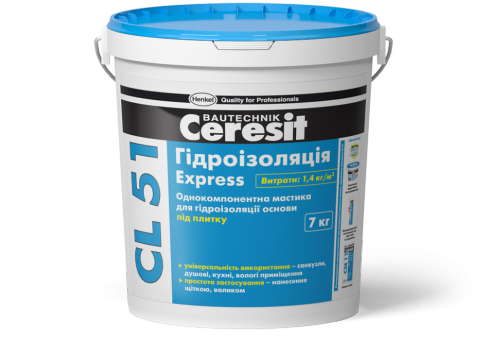 Henkel Quality for Professionals
BAUTECHNIK
Ceresit
CL 51
Гідроізоляція
Express
Витрати: 1,4 кг/м²
Однокомпонентна мастика
для гідроізоляції основи
під плитку
7 кг
універсальність використання – санвузли,
душові, кухні, вологі приміщення
простота застосування – нанесення
щіткою, валиком